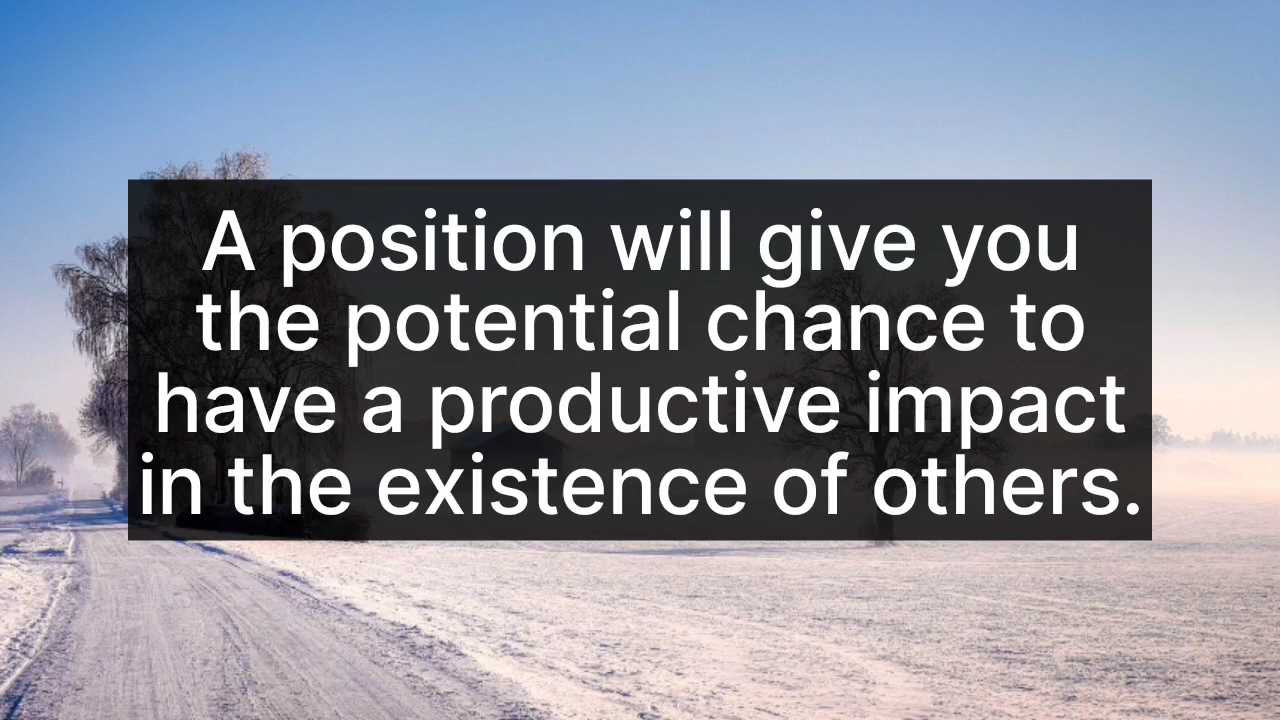 A position will give you
the potential chance to
have a productive impact
in the existence of others.